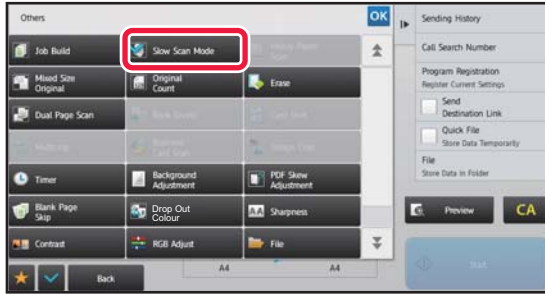 Others
OK
Job Build
Slow Scan Mode
Mixed Size
Original
Original
Count
Erase
Dual Page Scan
Timer
Background
Adjustment
PDF Skew
Adjustment
Blank Page
Skip
Drop Out
Colour
Sharpness
Contrast
RGB Adjust
File
Back
A4
A4
Sending History
Call Search Number
Program Registration
Register Current Settings
Send
Destination Link
Quick File
Store Data Temporarily
File
Store Data in Folder
Preview
CA
Start